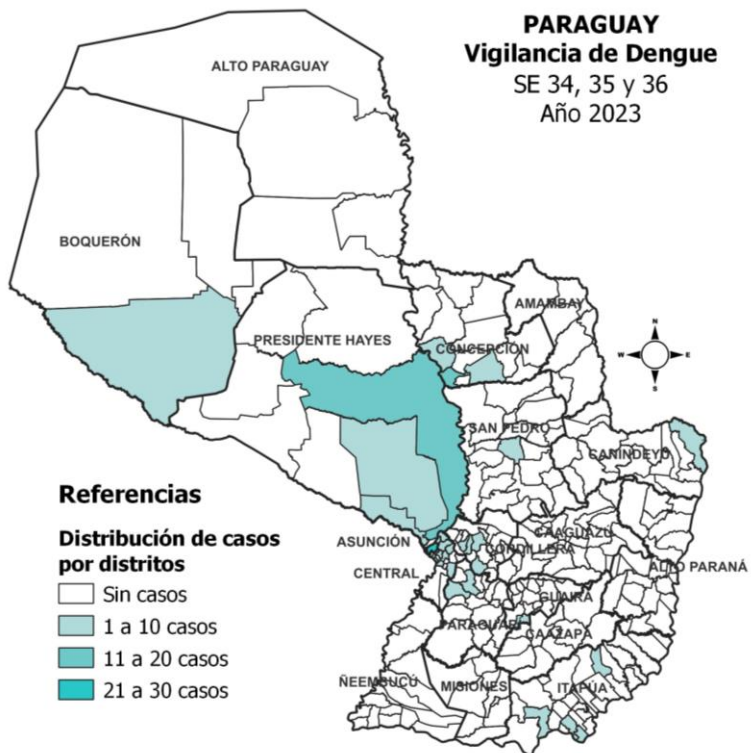 PARAGUAY
Vigilancia de Dengue
SE 34, 35 y 36
Año 2023
ALTO PARAGUAY
BOQUERÓN
PRESIDENTE HAYES
CONCEPCIÓN
AMAMBAY
N
W
E
S
SAN PEDRO
CANINDEYÚ
ASUNCIÓN
CENTRAL
CORDILLERA
CAAGUAZÚ
ALTO PARANÁ
GUAIRÁ
PARAGUARÍ
CAAZAPÁ
ÑEEMBUCÚ
MISIONES
ITAPÚA
Referencias
Distribución de casos
por distritos
Sin casos
1 a 10 casos
11 a 20 casos
21 a 30 casos